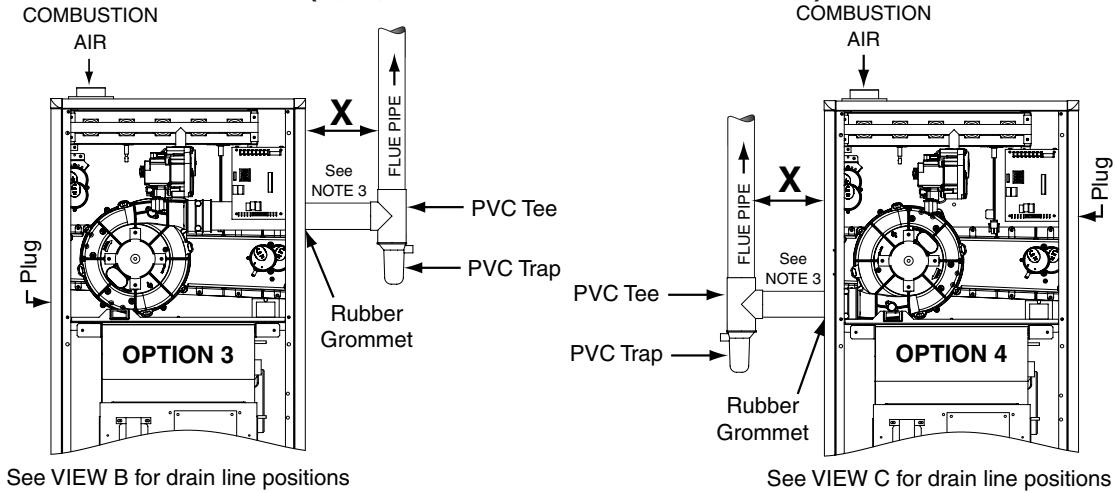 COMBUSTION
AIR
X
FLUE PIPE
See
NOTE 3
PVC Tee
PVC Trap
Plug
Rubber
Grommet
OPTION 3
See VIEW B for drain line positions
COMBUSTION
AIR
X
FLUE PIPE
See
NOTE 3
PVC Tee
PVC Trap
Plug
Rubber
Grommet
OPTION 4
See VIEW C for drain line positions